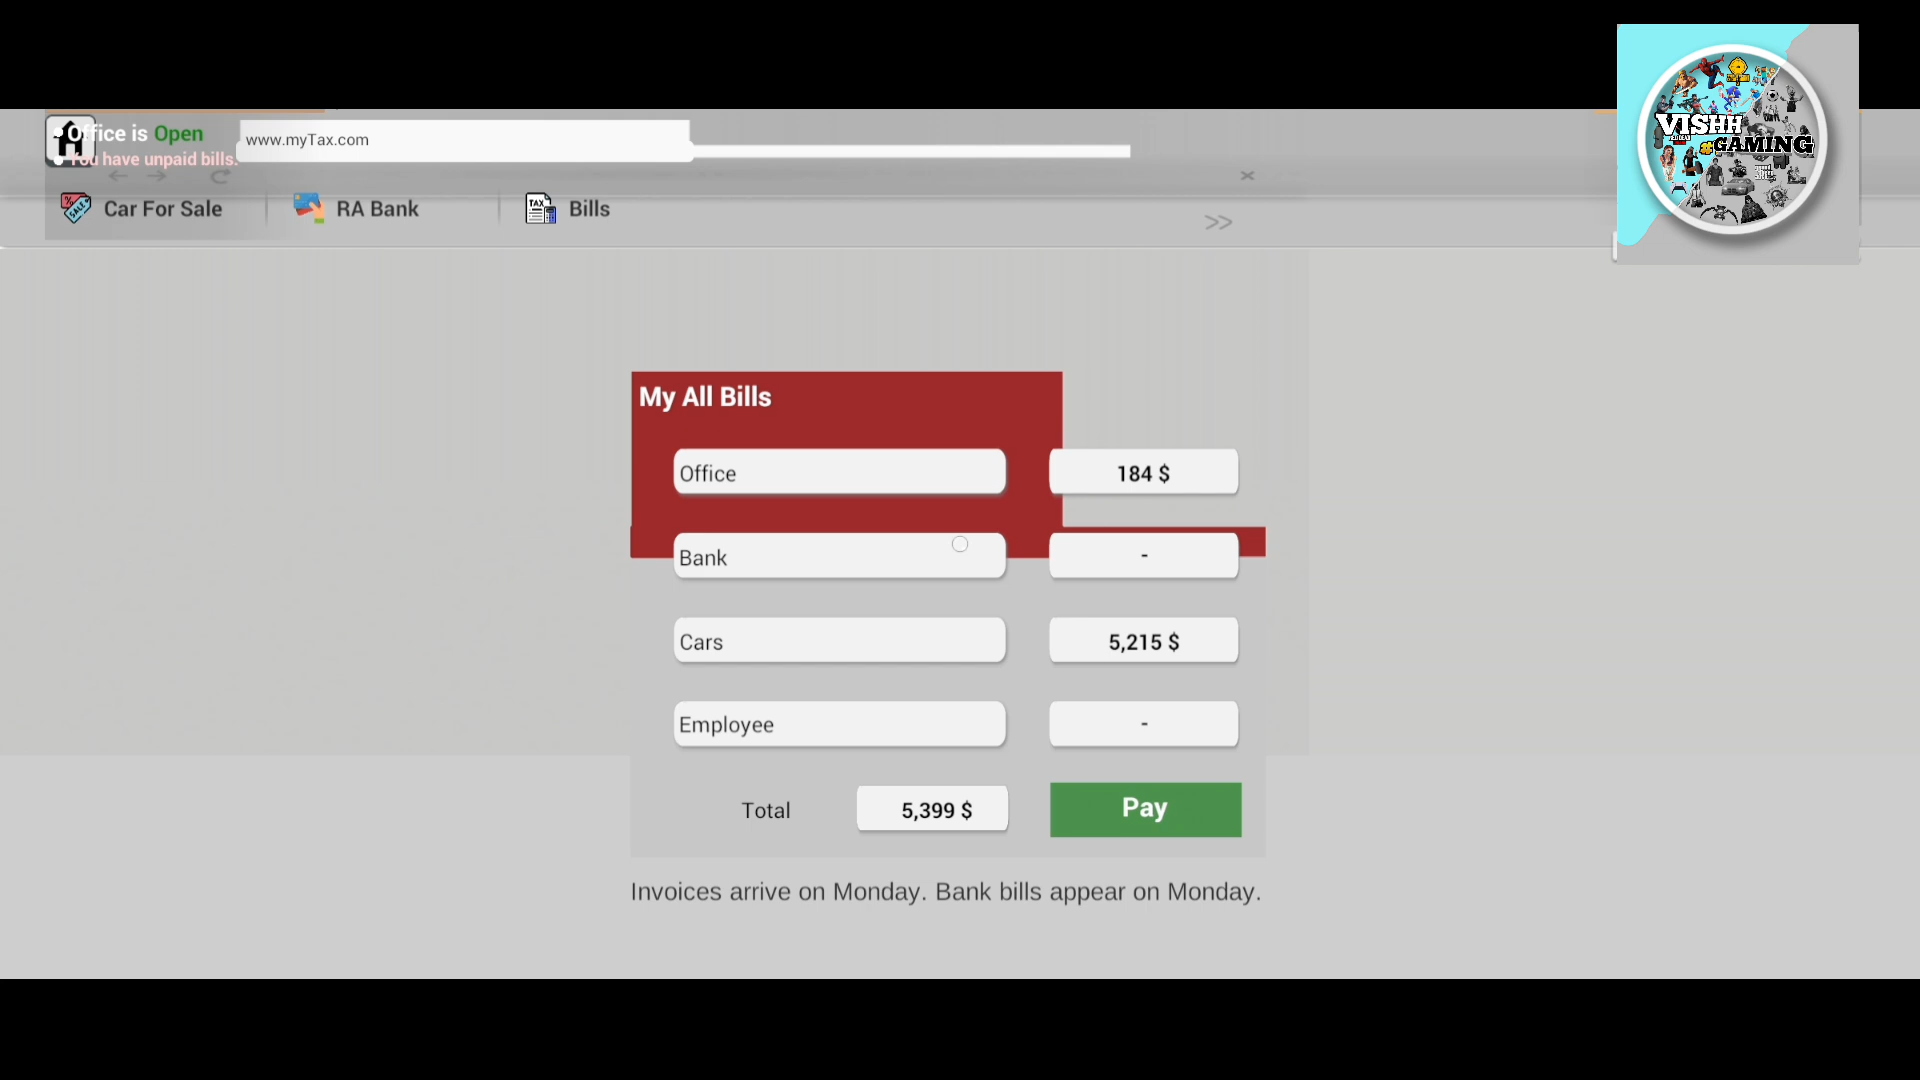 Office is Open
You have unpaid bills.
www.myTax.com
Car For Sale
RA Bank
TAX
Bills
>>
VISHH
#GAMING
My All Bills
Office
184 $
Bank
-
Cars
5,215 $
Employee
-
Total
5,399 $
Pay
Invoices arrive on Monday. Bank bills appear on Monday.